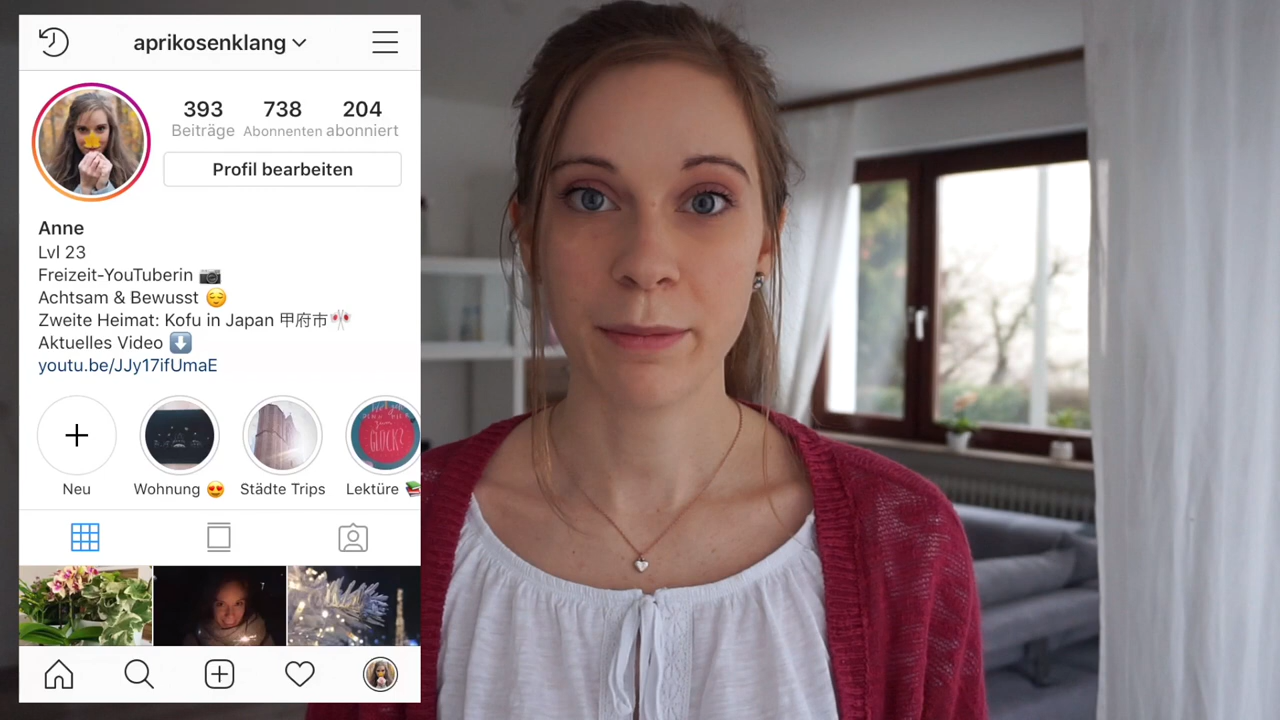 aprikosenklang
393 738 204
Beiträge Abonnenten abonniert
Profil bearbeiten
Anne
Lvl 23
Freizeit-YouTuberin 📷
Achtsam & Bewusst 😌
Zweite Heimat: Kofu in Japan 甲府市🎌
Aktuelles Video ⬇️
youtu.be/JJy17ifUmaE
GLÜCK?
Neu Wohnung 😍 Städte Trips Lektüre 📚